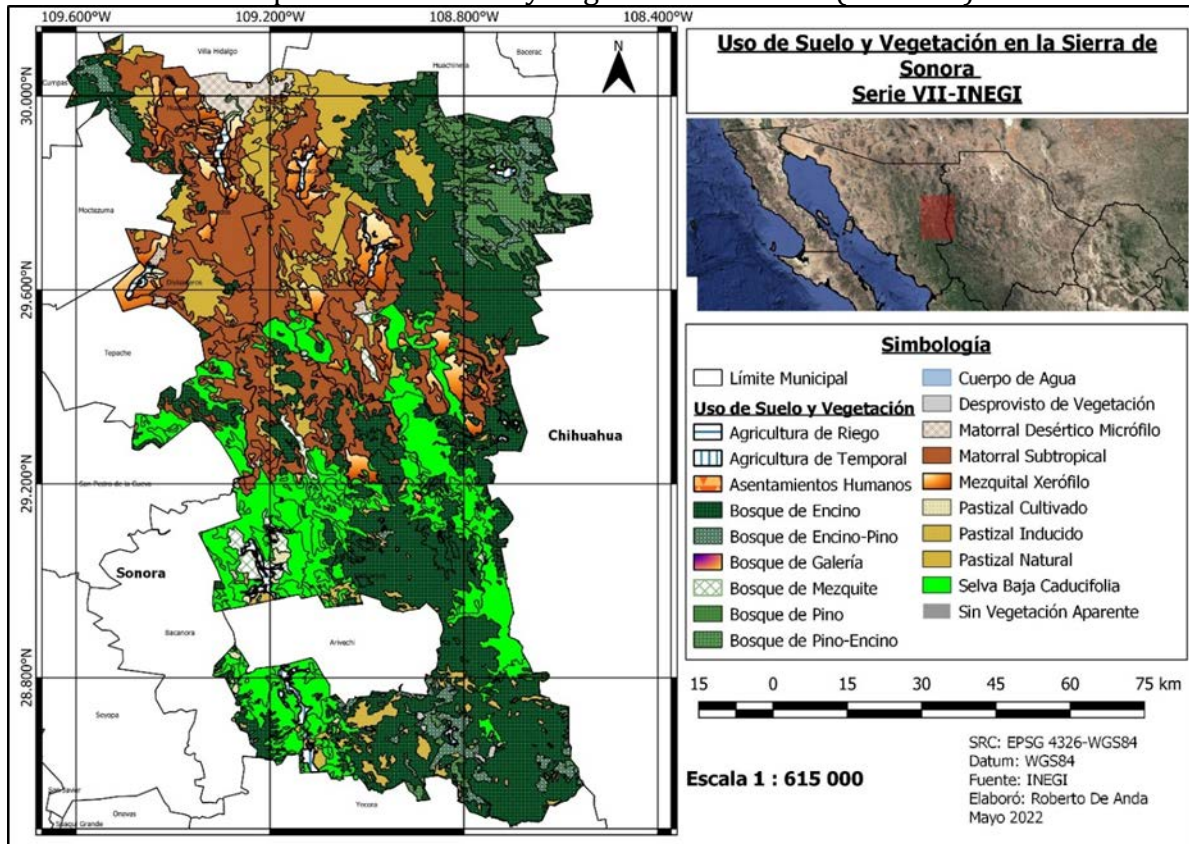 109.600°W
109.200°W
108.800°W
108.400°W
30.000°N
29.600°N
29.200°N
28.800°N
Villa Hidalgo
Bacerac
Huachinera
Cumpas
N
Moctezuma
Divisaderos
Tepache
San Pedro de la Cueva
Chihuahua
Sonora
Bacanora
Arivechi
Soyopa
Yecora
Onovas
Suaqui Grande
Uso de Suelo y Vegetación en la Sierra de
Sonora
Serie VII-INEGI
Simbología
Límite Municipal
Uso de Suelo y Vegetación
Agricultura de Riego
Agricultura de Temporal
Asentamientos Humanos
Bosque de Encino
Bosque de Encino-Pino
Bosque de Galería
Bosque de Mezquite
Bosque de Pino
Bosque de Pino-Encino
Cuerpo de Agua
Desprovisto de Vegetación
Matorral Desértico Micrófilo
Matorral Subtropical
Mezquital Xerófilo
Pastizal Cultivado
Pastizal Inducido
Pastizal Natural
Selva Baja Caducifolia
Sin Vegetación Aparente
15 0 15 30 45 60 75 km
Escala 1 : 615 000
SRC: EPSG 4326-WGS84
Datum: WGS84
Fuente: INEGI
Elaboró: Roberto De Anda
Mayo 2022